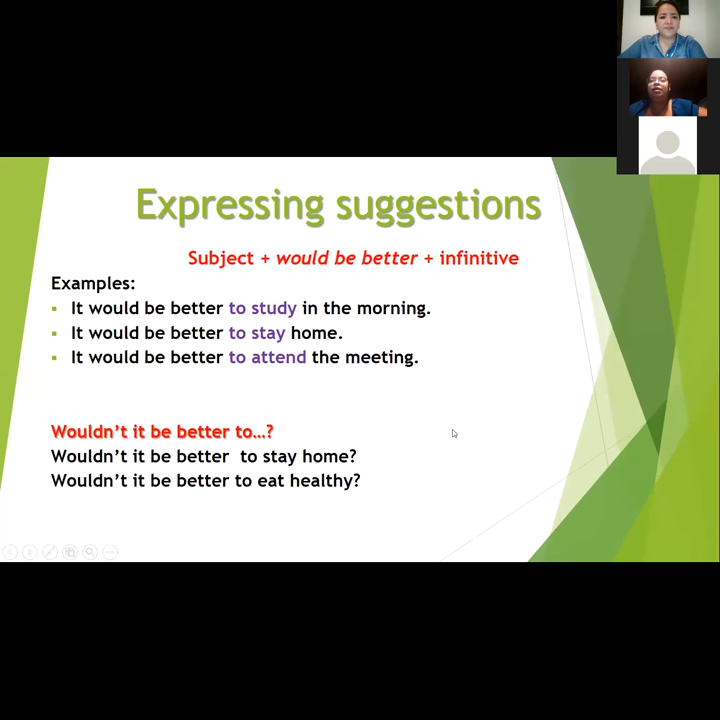 Expressing suggestions
Subject + would be better + infinitive
Examples:
It would be better to study in the morning.
It would be better to stay home.
It would be better to attend the meeting.
Wouldn't it be better to...?
Wouldn't it be better to stay home?
Wouldn't it be better to eat healthy?